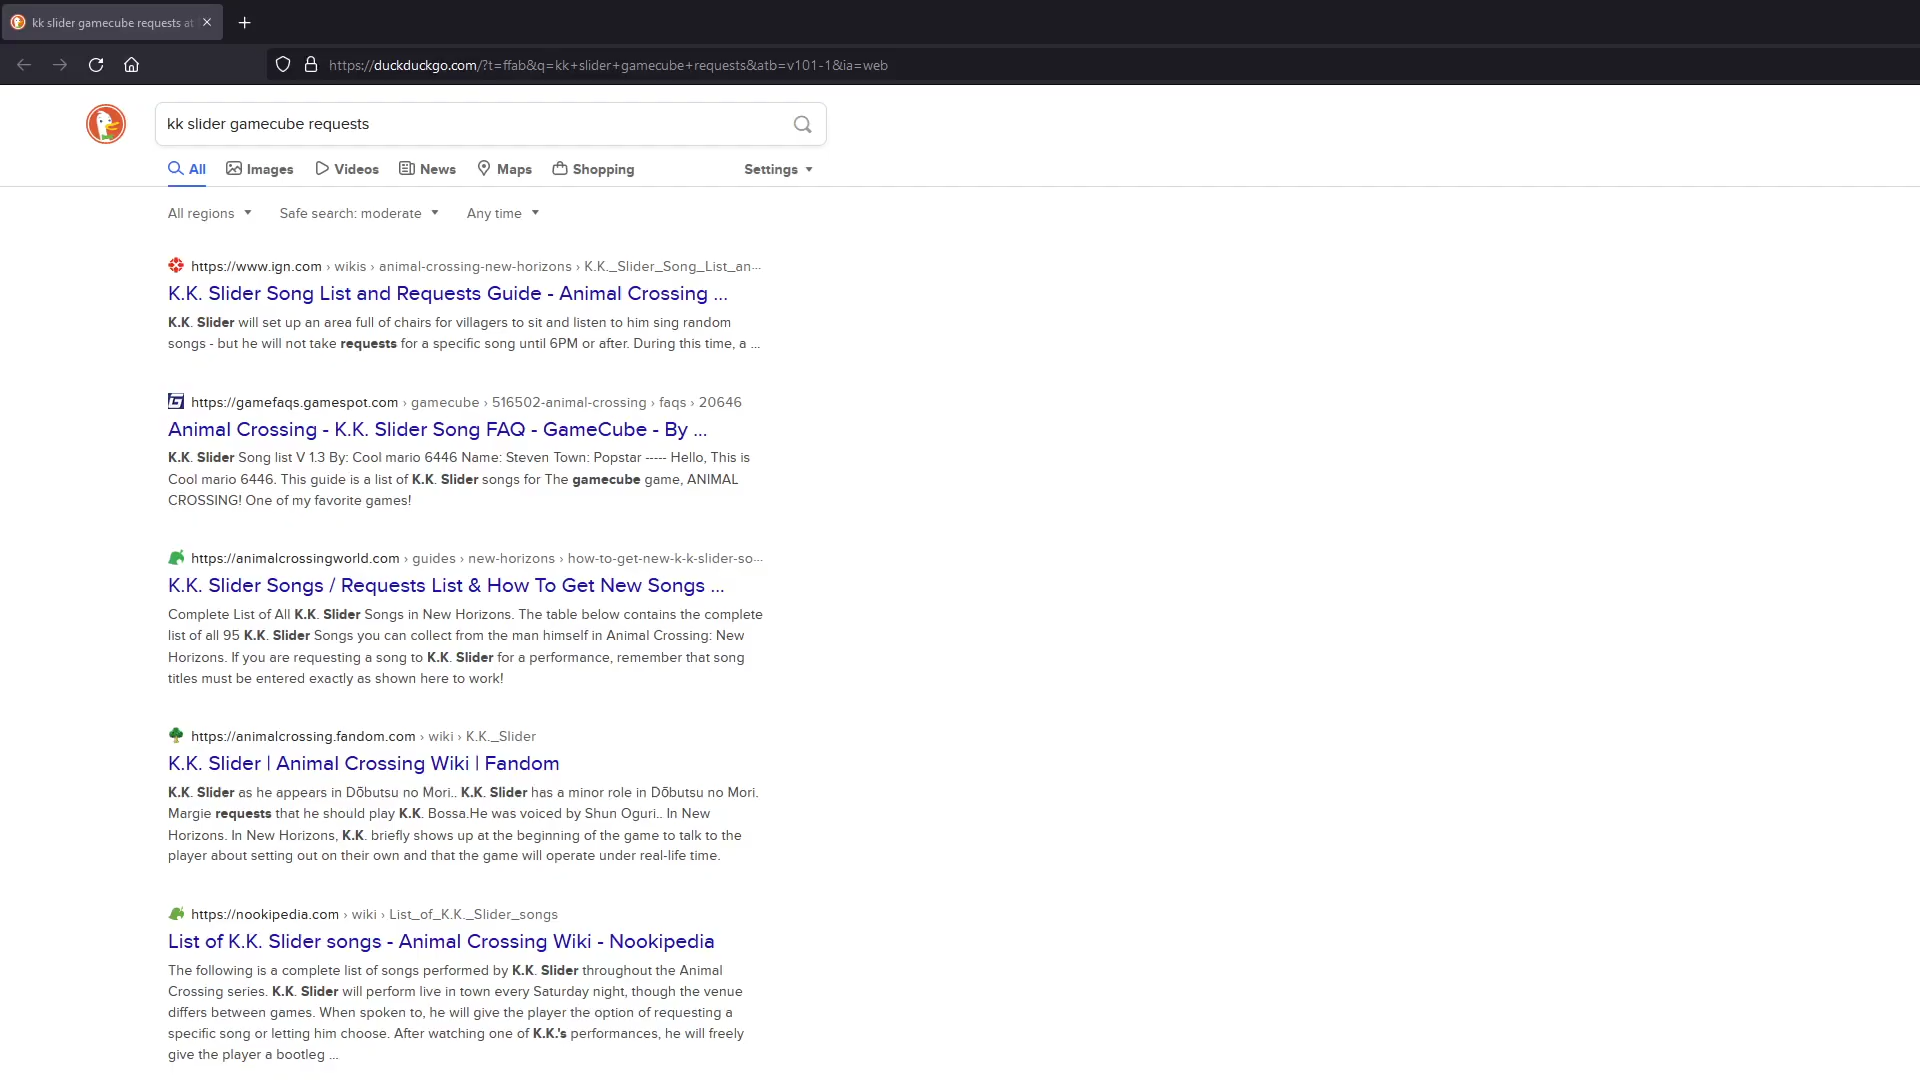 kk slider gamecube requests at
https://duckduckgo.com/?t=ffab&q=kk+slider+gamecube+requests&atb=v101-1&ia=web
kk slider gamecube requests
All Images Videos News Maps Shopping Settings
All regions Safe search: moderate Any time
https://www.ign.com › wikis › animal-crossing-new-horizons › K.K._Slider_Song_List_an...
K.K. Slider Song List and Requests Guide - Animal Crossing ...
K.K. Slider will set up an area full of chairs for villagers to sit and listen to him sing random
songs - but he will not take requests for a specific song until 6PM or after. During this time, a ...
https://gamefaqs.gamespot.com › gamecube › 516502-animal-crossing › faqs › 20646
Animal Crossing - K.K. Slider Song FAQ - GameCube - By ...
K.K. Slider Song list V 1.3 By: Cool mario 6446 Name: Steven Town: Popstar ----- Hello, This is
Cool mario 6446. This guide is a list of K.K. Slider songs for The gamecube game, ANIMAL
CROSSING! One of my favorite games!
https://animalcrossingworld.com › guides › new-horizons › how-to-get-new-k-k-slider-so...
K.K. Slider Songs / Requests List & How To Get New Songs ...
Complete List of All K.K. Slider Songs in New Horizons. The table below contains the complete
list of all 95 K.K. Slider Songs you can collect from the man himself in Animal Crossing: New
Horizons. If you are requesting a song to K.K. Slider for a performance, remember that song
titles must be entered exactly as shown here to work!
https://animalcrossing.fandom.com › wiki › K.K._Slider
K.K. Slider | Animal Crossing Wiki | Fandom
K.K. Slider as he appears in Dōbutsu no Mori.. K.K. Slider has a minor role in Dōbutsu no Mori.
Margie requests that he should play K.K. Bossa.He was voiced by Shun Oguri.. In New
Horizons. In New Horizons, K.K. briefly shows up at the beginning of the game to talk to the
player about setting out on their own and that the game will operate under real-life time.
https://nookipedia.com › wiki › List_of_K.K._Slider_songs
List of K.K. Slider songs - Animal Crossing Wiki - Nookipedia
The following is a complete list of songs performed by K.K. Slider throughout the Animal
Crossing series. K.K. Slider will perform live in town every Saturday night, though the venue
differs between games. When spoken to, he will give the player the option of requesting a
specific song or letting him choose. After watching one of K.K.'s performances, he will freely
give the player a bootleg ...